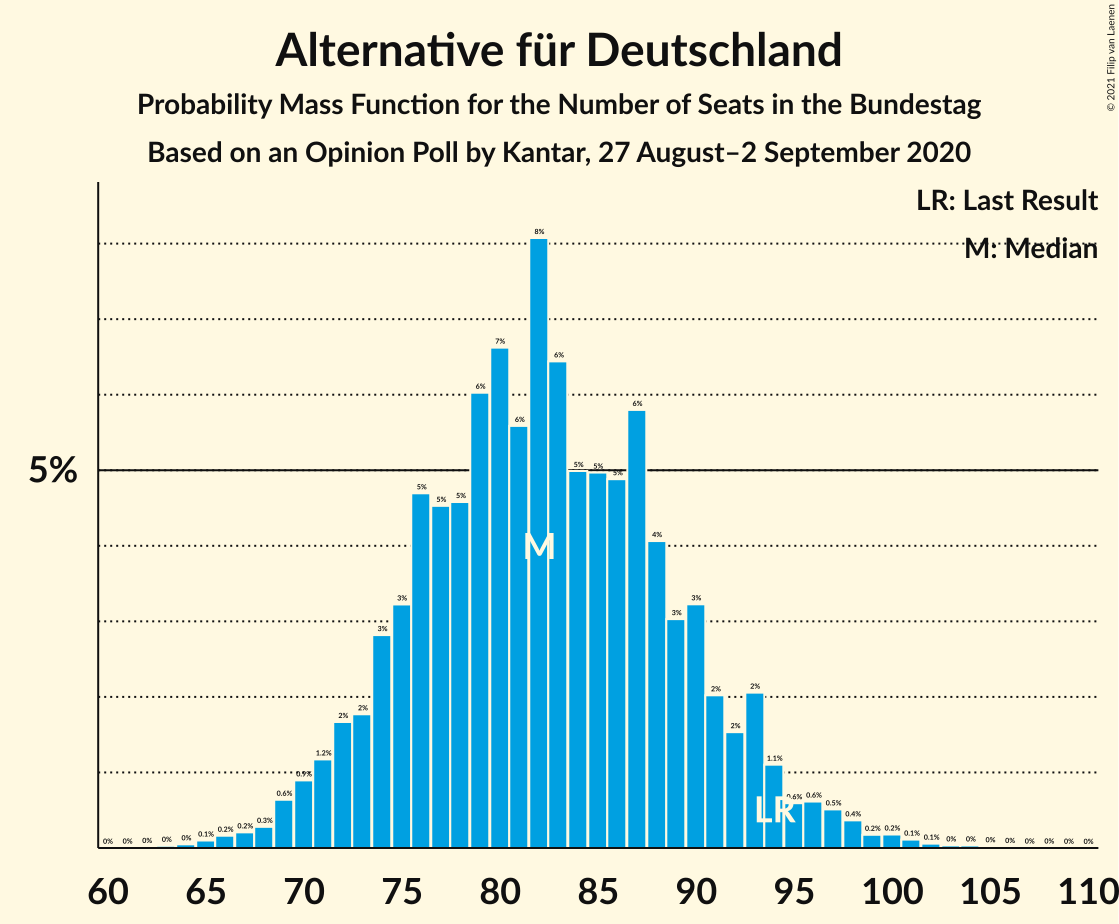 Alternative für Deutschland
Probability Mass Function for the Number of Seats in the Bundestag
Based on an Opinion Poll by Kantar, 27 August–2 September 2020
© 2021 Filip van Laenen
LR: Last Result
M: Median
5%
0% 0% 0% 0% 0% 0.1% 0.2% 0.2% 0.3% 0.6% 0.9% 1.2% 2% 2% 3% 3% 5% 5% 5% 6% 7% 6% 8% 6% 5% 5% 5% 6% 4% 3% 3% 2% 2% 2% 1.1% 0.6% 0.6% 0.5% 0.4% 0.2% 0.2% 0.1% 0.1% 0% 0% 0% 0% 0% 0% 0% 0%
M
LR
60 65 70 75 80 85 90 95 100 105 110